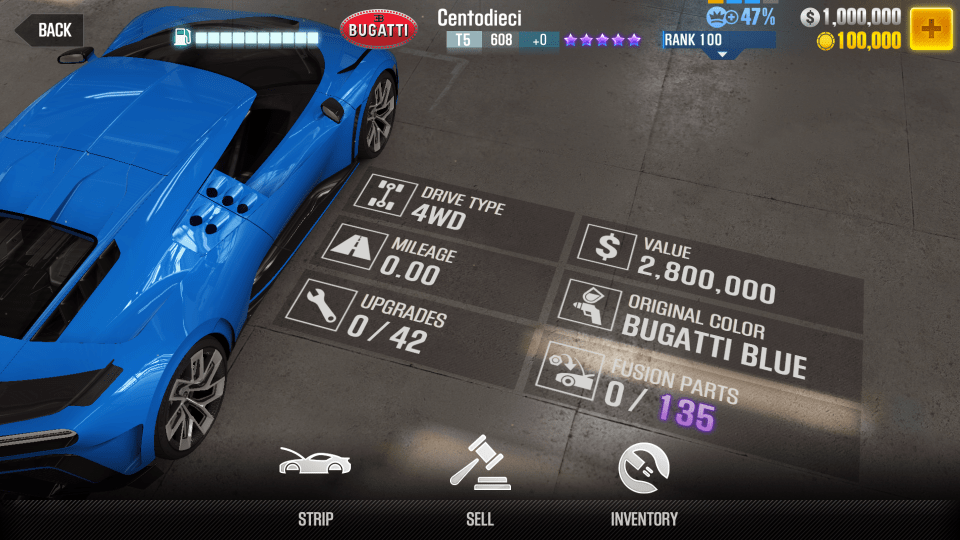 BACK
BUGATTI
Centodieci
T5 608 +0
47%
RANK 100
1,000,000
100,000
DRIVE TYPE
4WD
MILEAGE
0.00
UPGRADES
0 / 42
VALUE
2,800,000
ORIGINAL COLOR
BUGATTI BLUE
FUSION PARTS
0 / 135
STRIP
SELL
INVENTORY